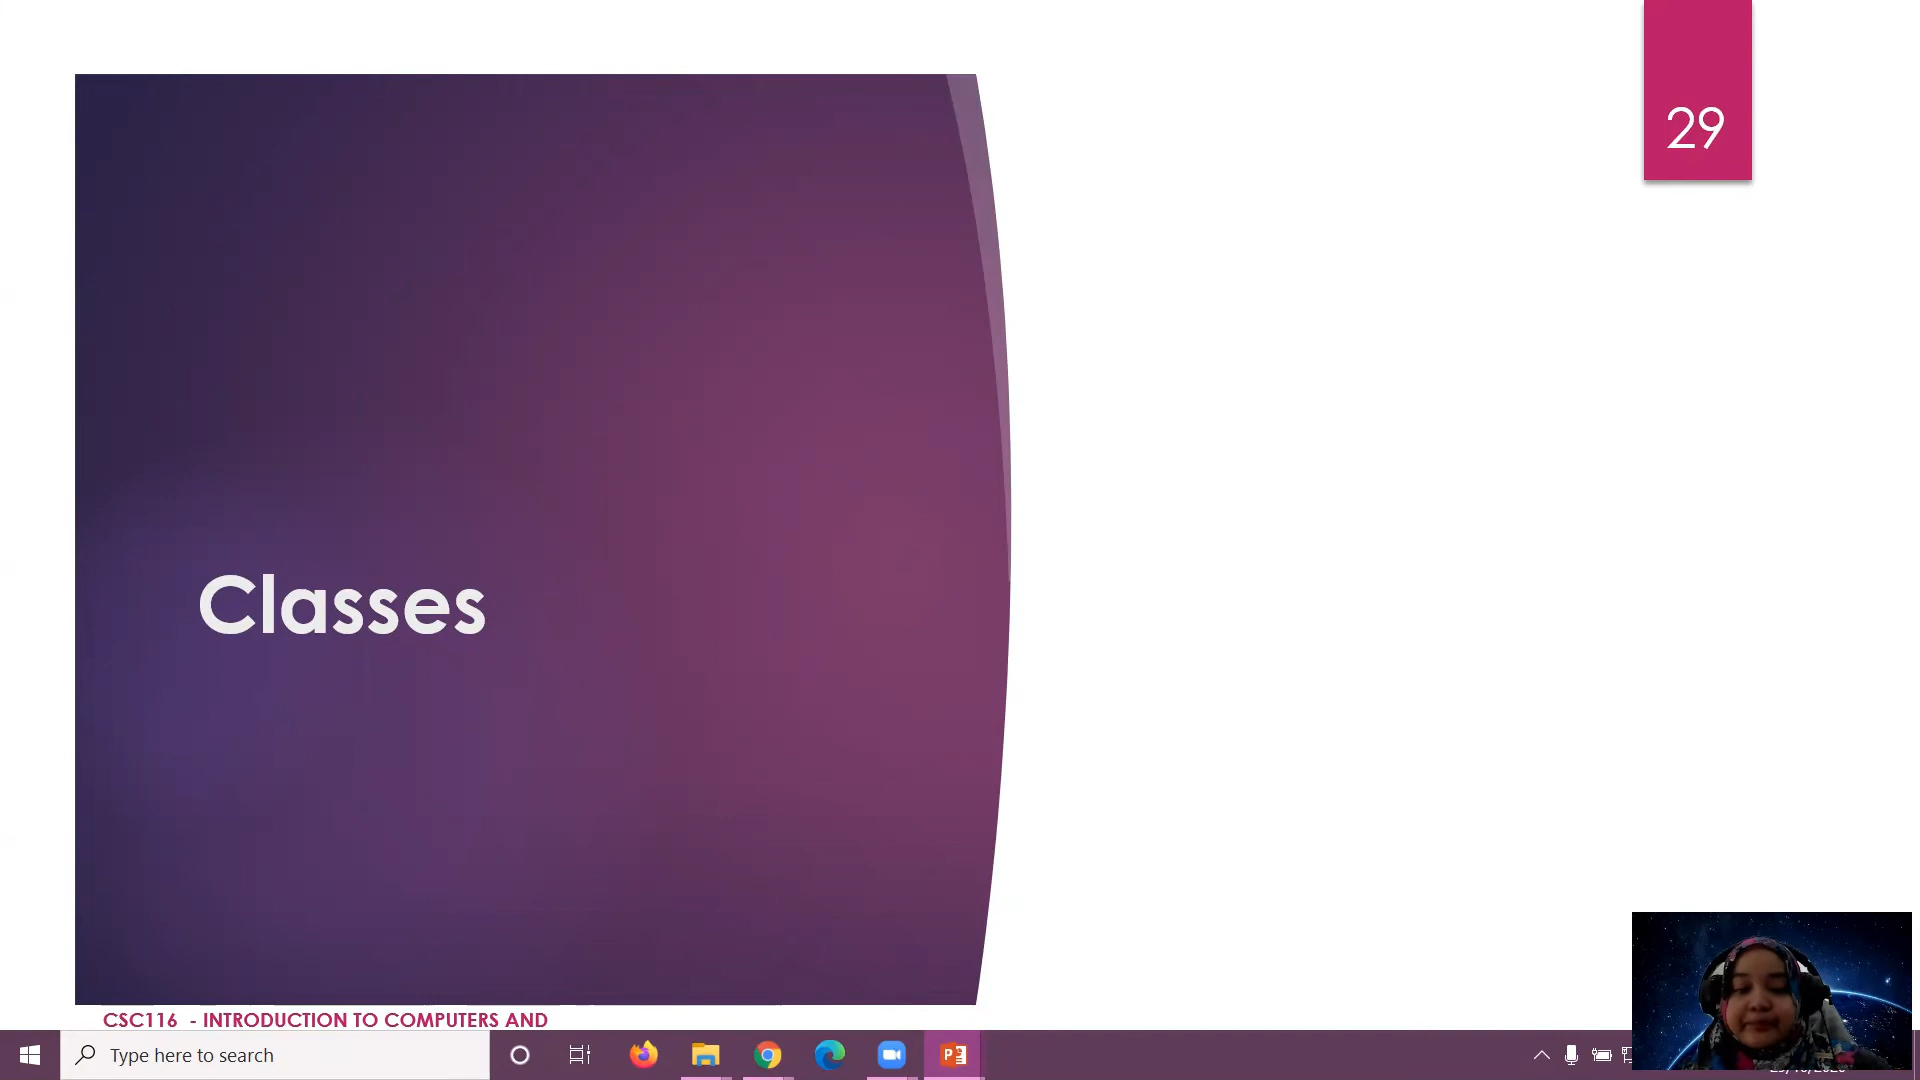 29
Classes
CSC116 - INTRODUCTION TO COMPUTERS AND
Type here to search